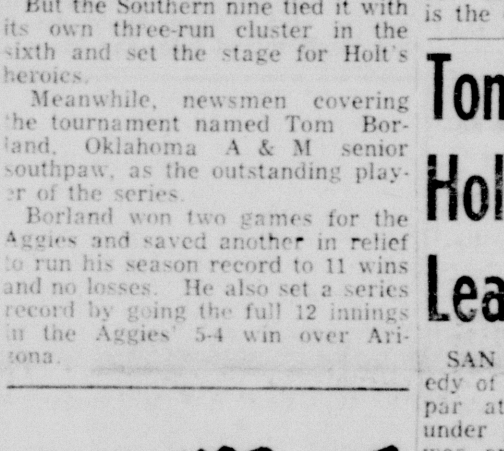 But the Southern nine tied it with
its own three-run cluster in the
sixth and set the stage for Holt's
heroics.
Meanwhile, newsmen covering
the tournament named Tom Bor-
land, Oklahoma A & M senior
southpaw, as the outstanding play-
er of the series.
Borland won two games for the
Aggies and saved another in relief
to run his season record to 11 wins
and no losses. He also set a series
record by going the full 12 innings
in the Aggies' 5-4 win over Ari-
zona.
is the
Ton
Hol
Lea
SAN
edy of
par at
under